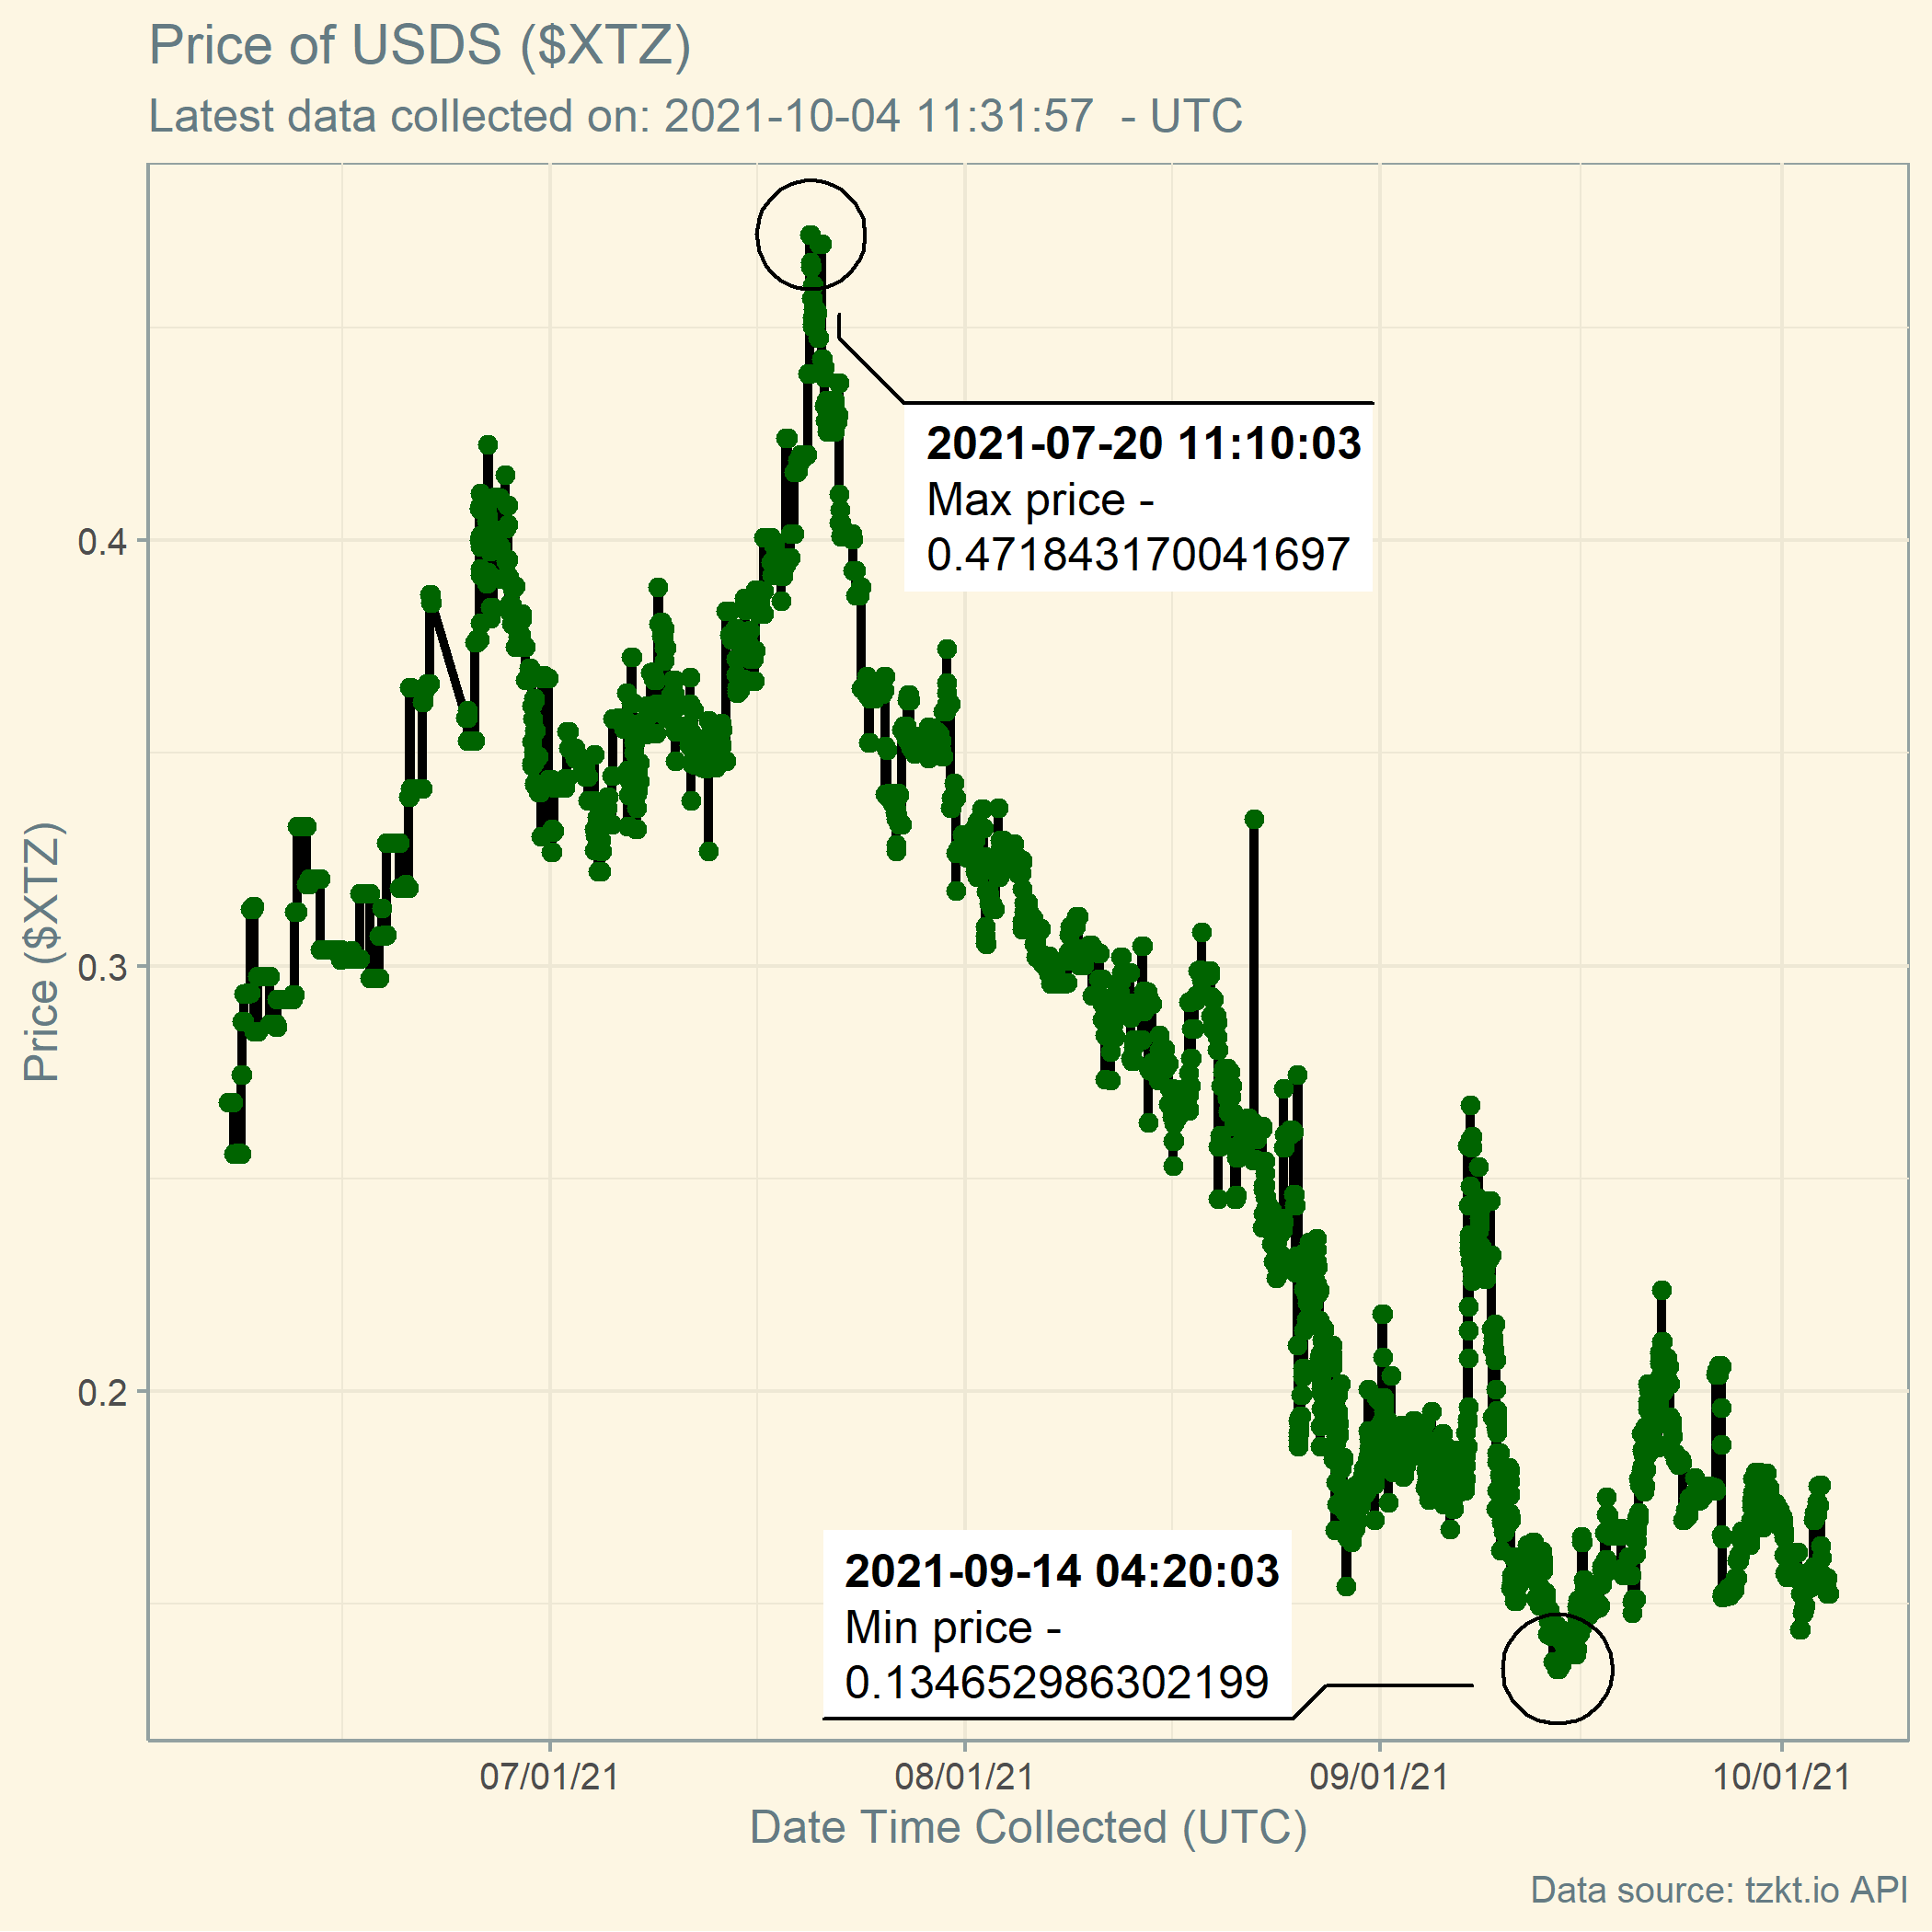 Price of USDS ($XTZ)
Latest data collected on: 2021-10-04 11:31:57  - UTC
2021-07-20 11:10:03
Max price -
0.471843170041697
0.4
0.3
0.2
Price ($XTZ)
2021-09-14 04:20:03
Min price -
0.134652986302199
07/01/21
08/01/21
09/01/21
10/01/21
Date Time Collected (UTC)
Data source: tzkt.io API